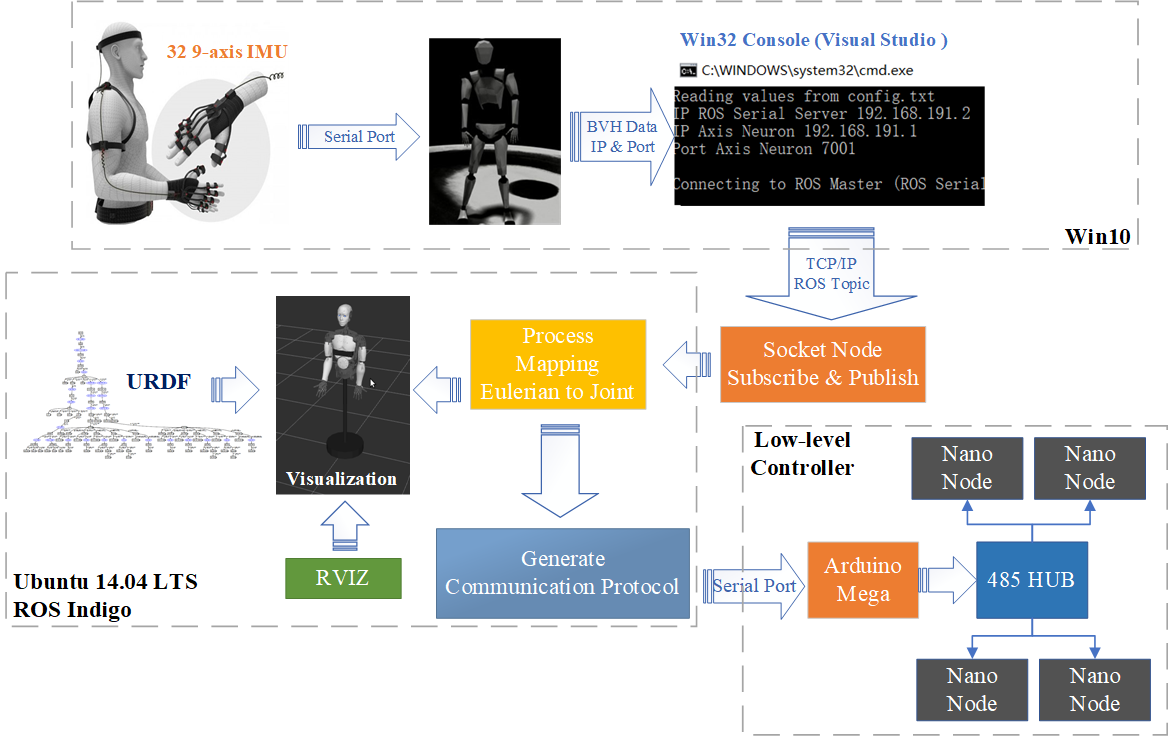 32 9-axis IMU
Serial Port
BVH Data
IP & Port
Win32 Console (Visual Studio )
C:\WINDOWS\system32\cmd.exe
Reading values from config.txt
IP ROS Serial Server 192.168.191.2
IP Axis Neuron 192.168.191.1
Port Axis Neuron 7001
Connecting to ROS Master (ROS Serial
Win10
TCP/IP
ROS Topic
Socket Node
Subscribe & Publish
Process
Mapping
Eulerian to Joint
URDF
Visualization
RVIZ
Generate
Communication Protocol
Ubuntu 14.04 LTS
ROS Indigo
Serial Port
Low-level
Controller
Arduino
Mega
485 HUB
Nano
Node
Nano
Node
Nano
Node
Nano
Node